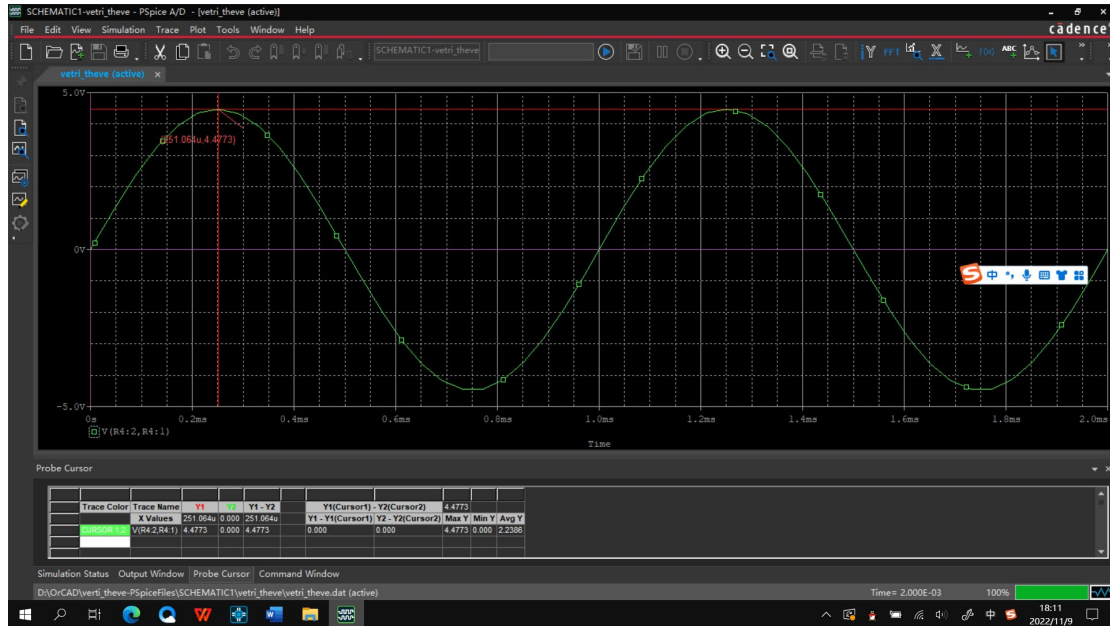 SCHEMATIC1-vetri_theve - PSpice A/D - [vetri_theve (active)]
File Edit View Simulation Trace Plot Tools Window Help
cādence
SCHEMATIC1-vetri_theve
FFT
f(x)
ABC
vetri_theve (active)
5.0V
(251.064u,4.4773)
0V
-5.0V
0s 0.2ms 0.4ms 0.6ms 0.8ms 1.0ms 1.2ms 1.4ms 1.6ms 1.8ms 2.0ms
V(R4:2,R4:1)
Time
中
Probe Cursor
Trace Color Trace Name Y1 Y2 Y1 - Y2 Y1(Cursor1) - Y2(Cursor2) 4.4773
X Values 251.064u 0.000 251.064u Y1 - Y1(Cursor1) Y2 - Y2(Cursor2) Max Y Min Y Avg Y
CURSOR 1,2 V(R4:2,R4:1) 4.4773 0.000 4.4773 0.000 0.000 4.4773 0.000 2.2386
Simulation Status Output Window Probe Cursor Command Window
D:\OrCAD\verti_theve-PSpiceFiles\SCHEMATIC1\vetri_theve\vetri_theve.dat (active) Time= 2.000E-03 100%
中
18:11
2022/11/9